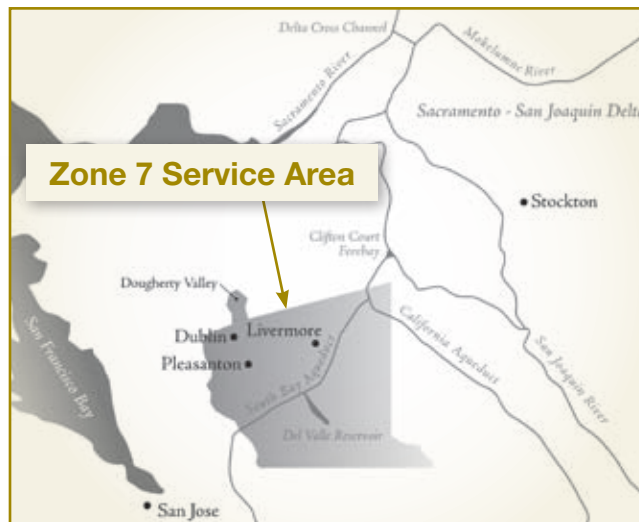 Delta Cross Channel
Mokelumne River
Sacramento River
Sacramento - San Joaquin Delta
Zone 7 Service Area
Stockton
Clifton Court
Forebay
Dougherty Valley
Dublin
Livermore
Pleasanton
San Francisco Bay
South Bay Aqueduct
California Aqueduct
San Joaquin River
Del Valle Reservoir
San Jose